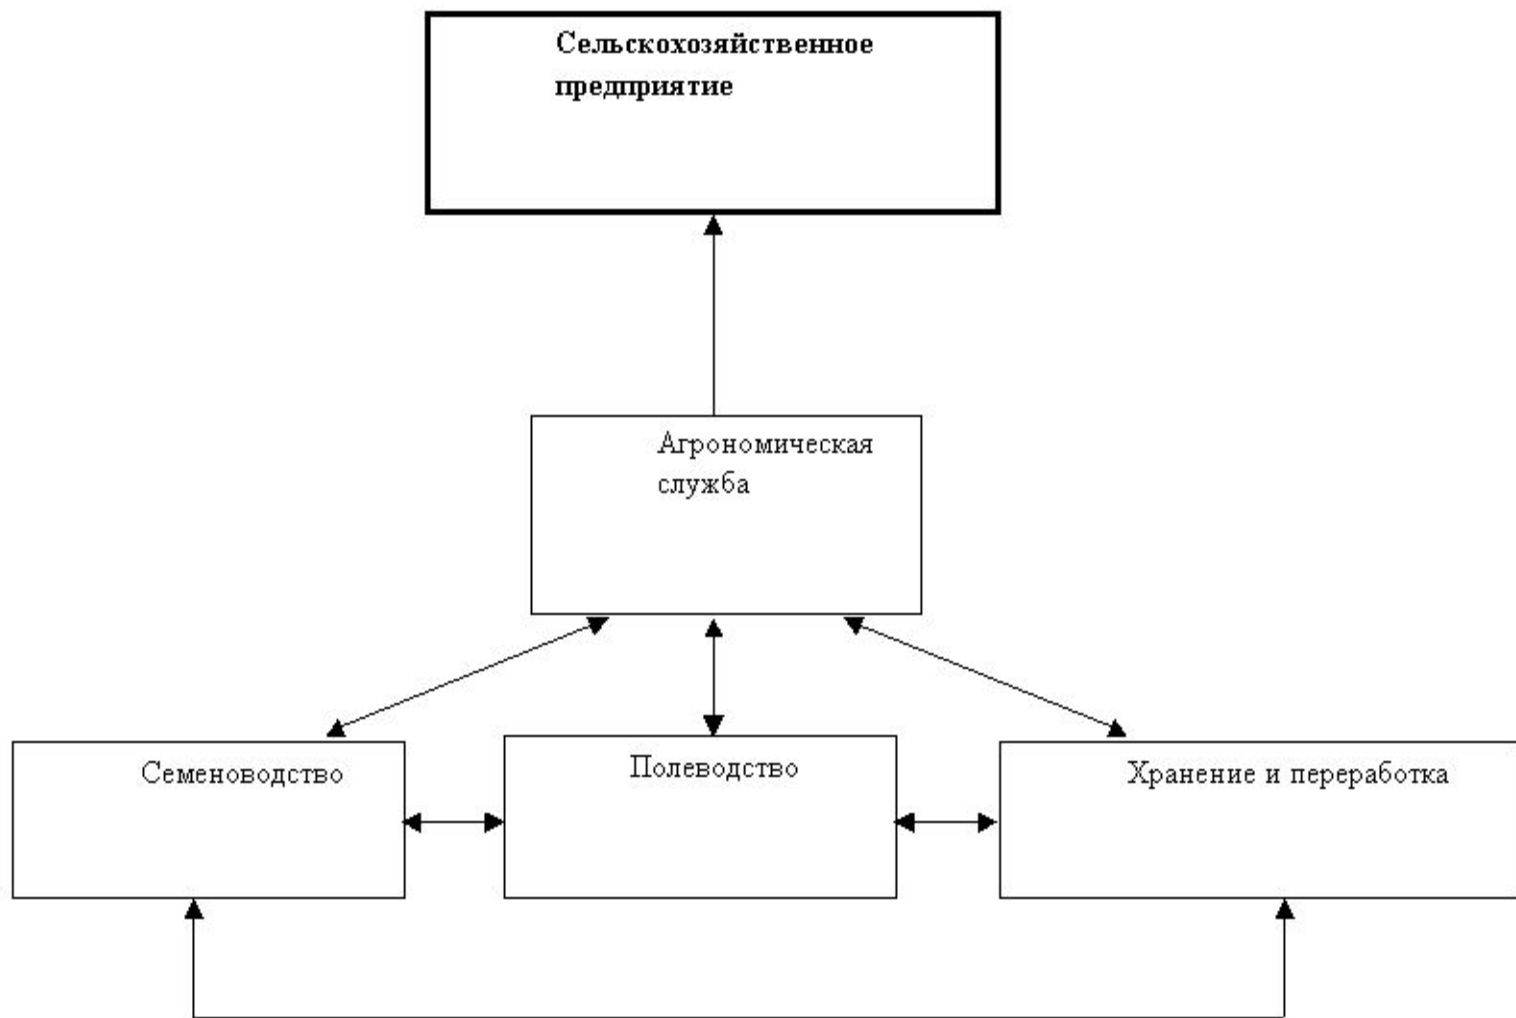 Сельскохозяйственное
предприятие
Агрономическая
служба
Семеноводство
Полеводство
Хранение и переработка